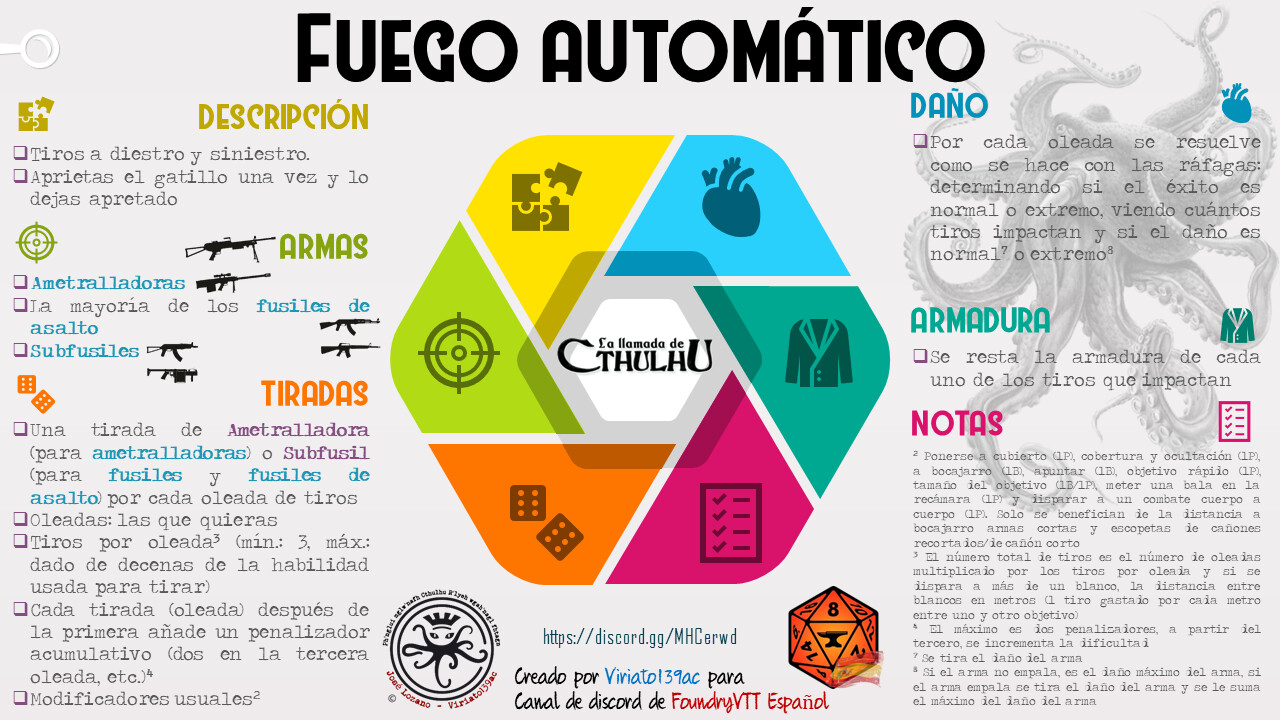 FUEGO AUTOMÁTICO
DESCRIPCIÓN
Tiros a diestro y siniestro.
Aprietas el gatillo una vez y lo
dejas apretado
ARMAS
Ametralladoras
La mayoría de los fusiles de
asalto
Subfusiles
TIRADAS
Una tirada de Ametralladora
(para ametralladoras) o Subfusil
(para fusiles y fusiles de
asalto) por cada oleada de tiros
Oleadas: las que quieras
Tiros por oleada³ (mín.: 3, máx.:
dado de decenas de la habilidad
usada para tirar)
Cada tirada (oleada) después de
la primera añade un penalizador
acumulativo (dos en la tercera
oleada, etc.)⁴
Modificadores usuales²
La llamada de
CTHULHU
José Lozano - Viriato139ac
8
https://discord.gg/MHCerwd
Creado por Viriato139ac para
Canal de discord de FoundryVTT Español
DAÑO
Por cada oleada se resuelve
como se hace con las ráfagas:
determinando si el éxito es
normal o extremo, viendo cuántos
tiros impactan y si el daño es
normal⁷ o extremo⁸
ARMADURA
Se resta la armadura de cada
uno de los tiros que impactan
NOTAS
² Ponerse a cubierto (1P), cobertura y ocultación (1P),
a bocajarro (1B), apuntar (1B), objetivo rápido (1P),
tamaño del objetivo (1B/1P), meter una bala en la
recámara (1P) y disparar a un combate cuerpo a
cuerpo (1P). Solo se benefician de la distancia a
bocajarro armas cortas y escopetas de cañones
recortados/de cañón corto
³ El número total de tiros es el número de oleadas
multiplicado por los tiros por oleada y si se
dispara a más de un blanco, la distancia entre
blancos en metros (1 tiro gastado por cada metro
entre uno y otro objetivo)
⁴ El máximo es dos penalizadores, a partir del
tercero, se incrementa la dificultad
⁷ Se tira el daño del arma
⁸ Si el arma no empala, es el daño máximo del arma, si
el arma empala se tira el daño del arma y se le suma
el máximo del daño del arma